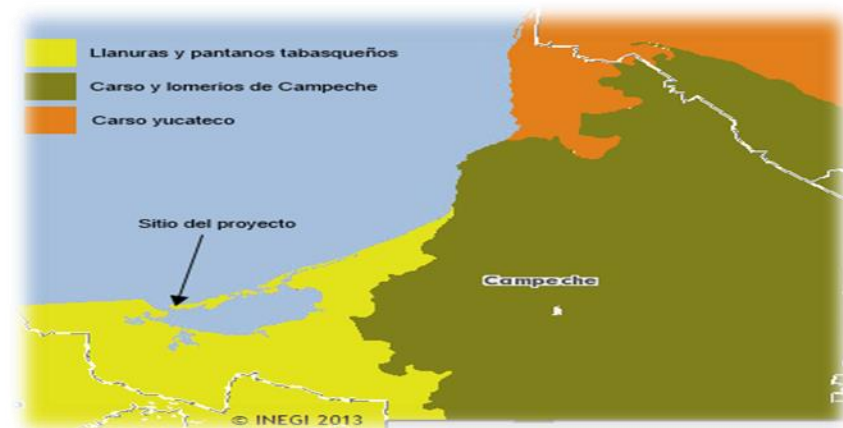 Llanuras y pantanos tabasqueños
Carso y lomerios de Campeche
Carso yucateco
Sitio del proyecto
Campeche
© INEGI 2013